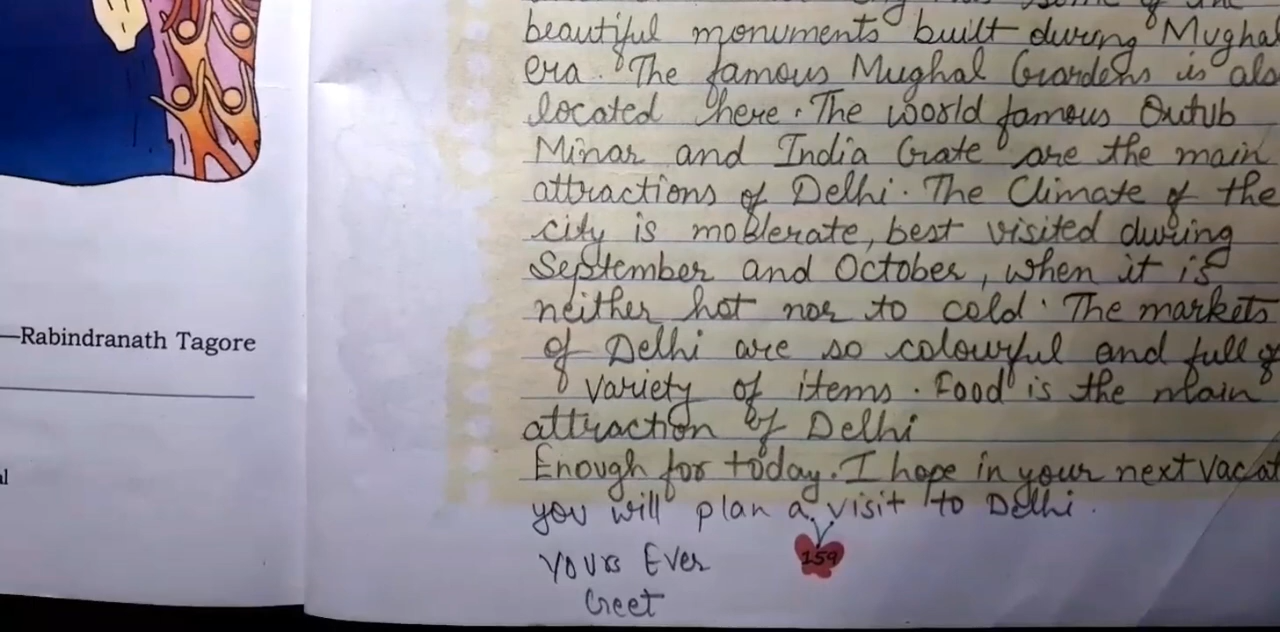 beautiful monuments built during Mughal
era. The famous Mughal Gardens is also
located here. The world famous Qutub
Minar and India Gate are the main
attractions of Delhi. The Climate of the
city is moderate, best visited during
September and October, when it is
neither hot nor to cold. The markets
of Delhi are so colourful and full of
variety of items. Food is the main
attraction of Delhi
Enough for today. I hope in your next vacat
you will plan a visit to Delhi.
Yours Ever
Greet
159
—Rabindranath Tagore